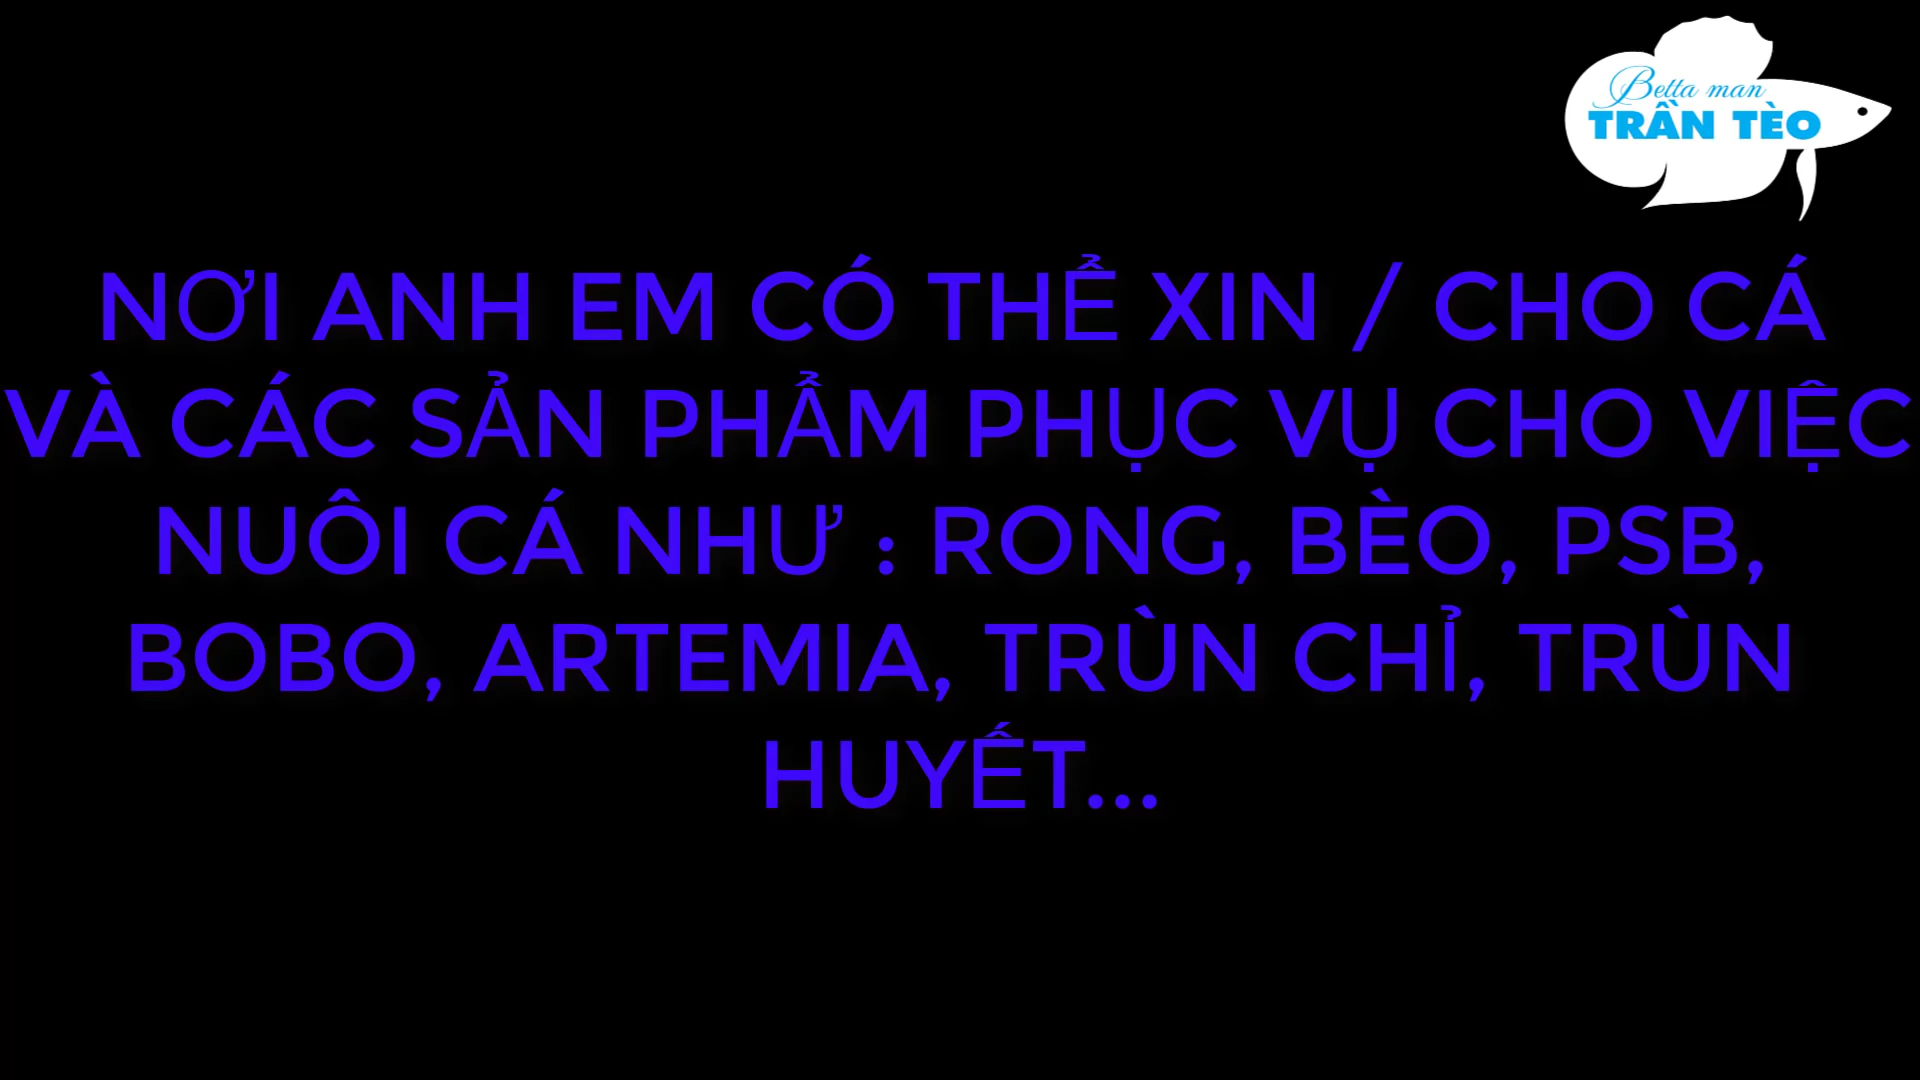 Betta man
TRẦN TÈO
NƠI ANH EM CÓ THỂ XIN / CHO CÁ
VÀ CÁC SẢN PHẨM PHỤC VỤ CHO VIỆC
NUÔI CÁ NHƯ : RONG, BÈO, PSB,
BOBO, ARTEMIA, TRÙN CHỈ, TRÙN
HUYẾT...